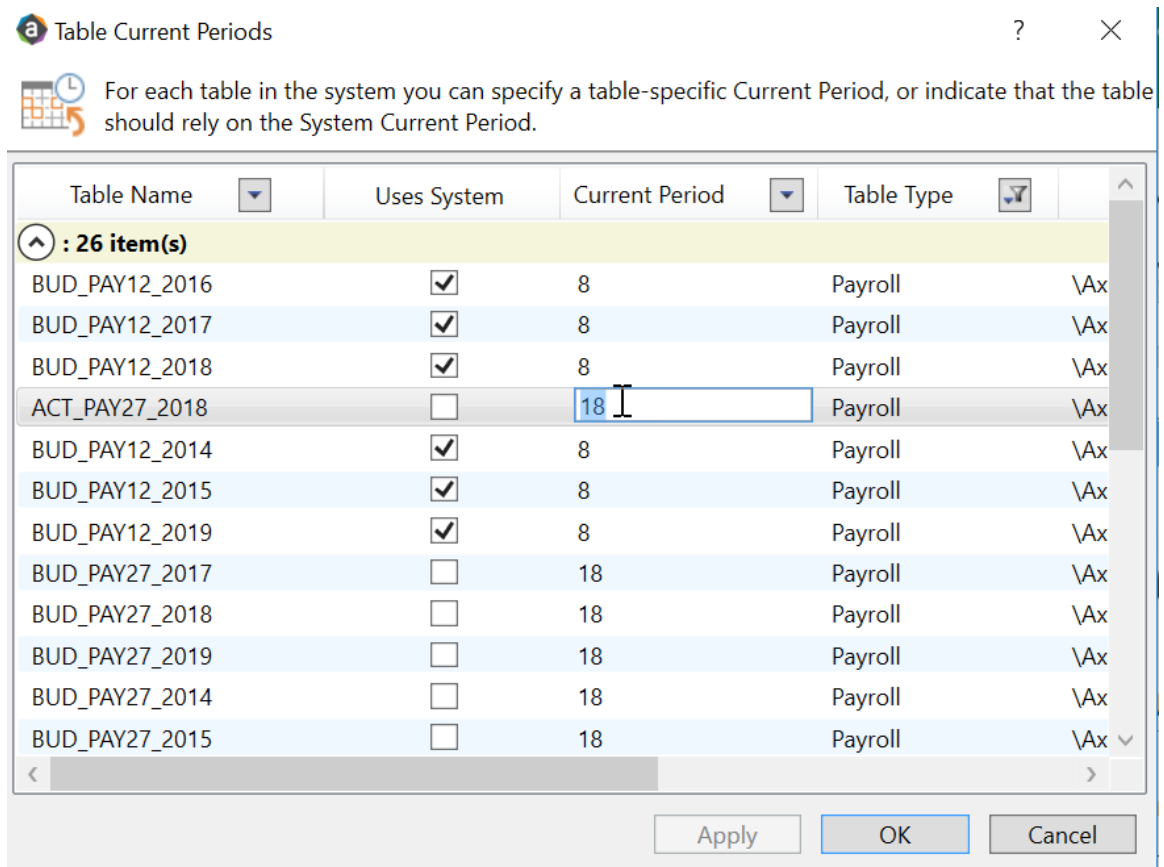 a Table Current Periods ?
For each table in the system you can specify a table-specific Current Period, or indicate that the table
should rely on the System Current Period.
Table Name Uses System Current Period Table Type
: 26 item(s)
BUD_PAY12_2016 8 Payroll \Ax
BUD_PAY12_2017 8 Payroll \Ax
BUD_PAY12_2018 8 Payroll \Ax
ACT_PAY27_2018 18 Payroll \Ax
BUD_PAY12_2014 8 Payroll \Ax
BUD_PAY12_2015 8 Payroll \Ax
BUD_PAY12_2019 8 Payroll \Ax
BUD_PAY27_2017 18 Payroll \Ax
BUD_PAY27_2018 18 Payroll \Ax
BUD_PAY27_2019 18 Payroll \Ax
BUD_PAY27_2014 18 Payroll \Ax
BUD_PAY27_2015 18 Payroll \Ax
Apply OK Cancel